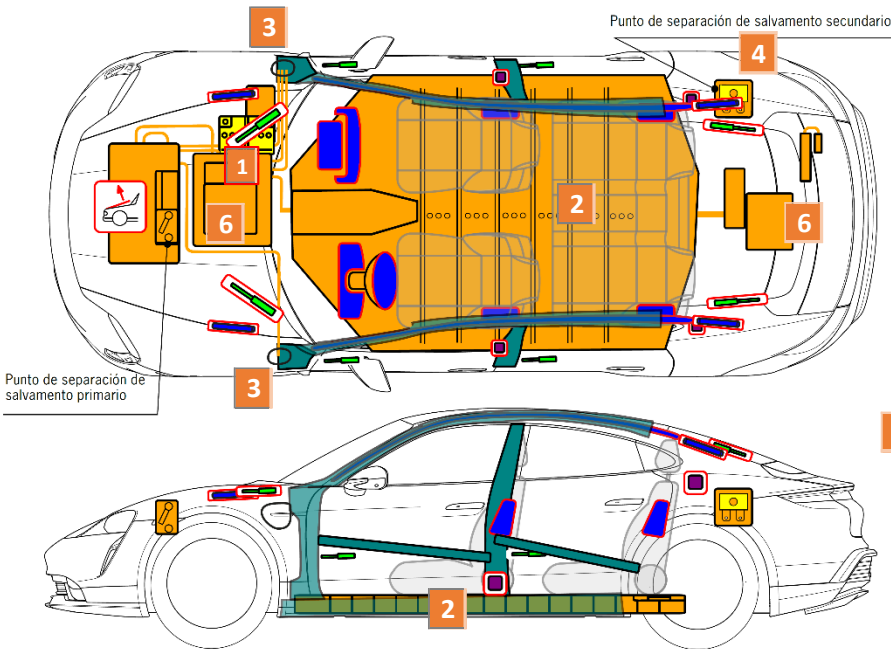 Punto de separación de salvamento secundario
3
4
1
2
6
6
Punto de separación de
salvamento primario
3
2